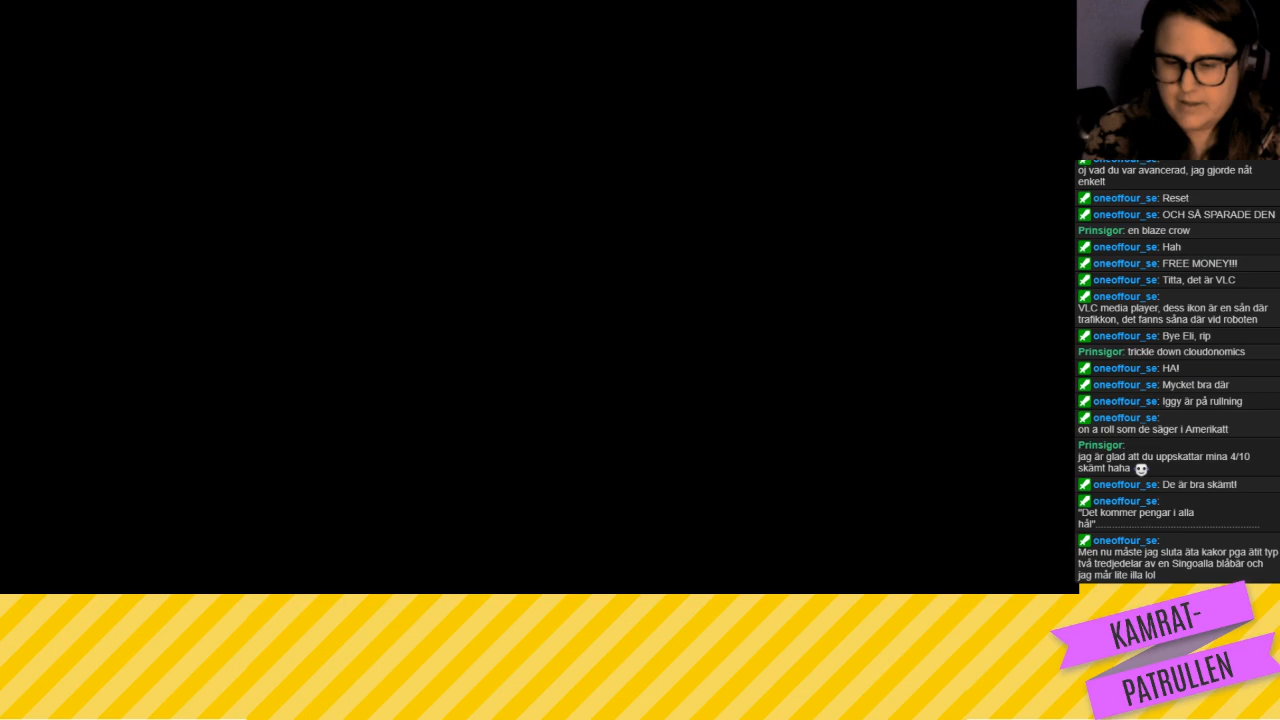 oneoffour_se:
oj vad du var avancerad, jag gjorde nåt
enkelt
oneoffour_se: Reset
oneoffour_se: OCH SÅ SPARADE DEN
Prinsigor: en blaze crow
oneoffour_se: Hah
oneoffour_se: FREE MONEY!!!
oneoffour_se: Titta, det är VLC
oneoffour_se:
VLC media player, dess ikon är en sån där
trafikkon, det fanns såna där vid roboten
oneoffour_se: Bye Eli, rip
Prinsigor: trickle down cloudonomics
oneoffour_se: HA!
oneoffour_se: Mycket bra där
oneoffour_se: Iggy är på rullning
oneoffour_se:
on a roll som de säger i Amerikatt
Prinsigor:
jag är glad att du uppskattar mina 4/10
skämt haha
oneoffour_se: De är bra skämt!
oneoffour_se:
"Det kommer pengar i alla
hål"......................................................
oneoffour_se:
Men nu måste jag sluta äta kakor pga ätit typ
två tredjedelar av en Singoalla blåbär och
jag mår lite illa lol
KAMRAT-
PATRULLEN